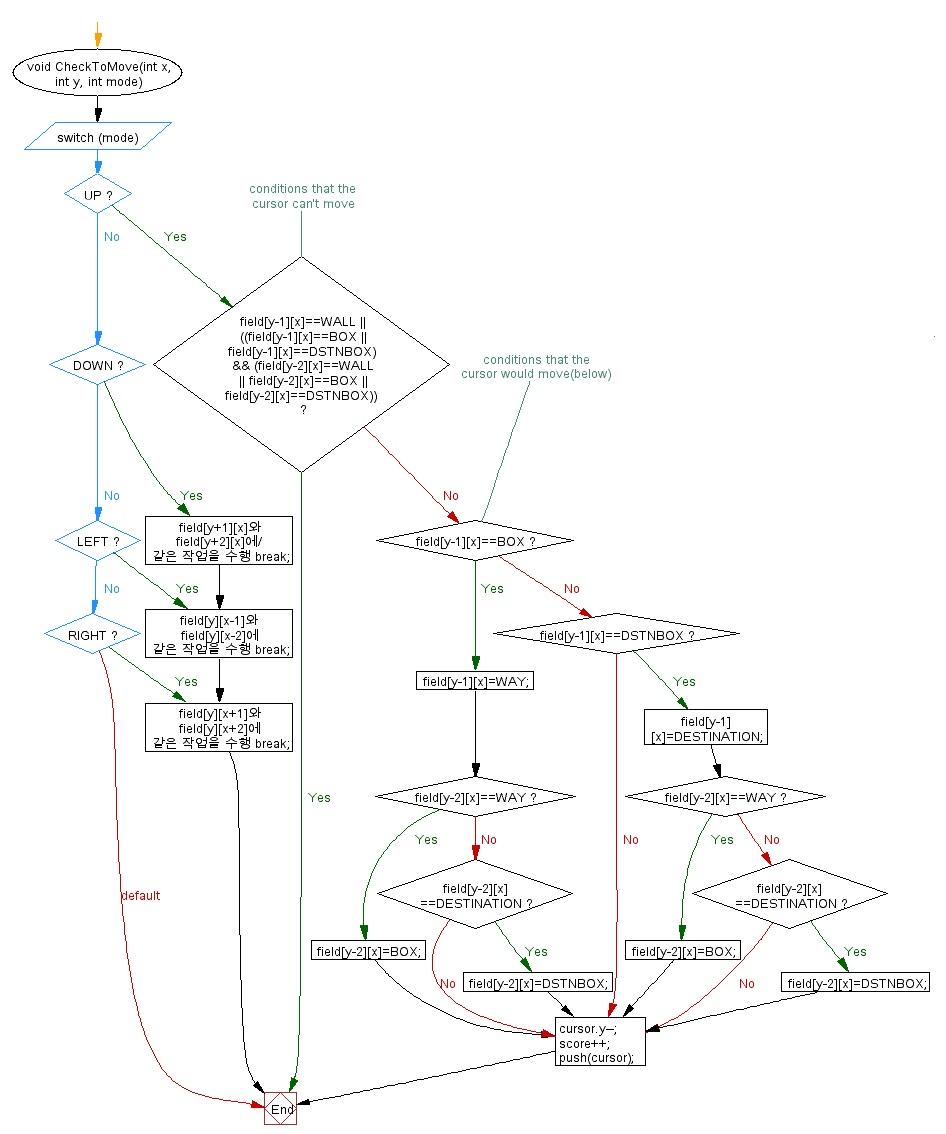 void CheckToMove(int x,
int y, int mode)
switch (mode)
UP ?
conditions that the
cursor can't move
No
Yes
field[y-1][x]==WALL ||
((field[y-1][x]==BOX ||
field[y-1][x]==DSTNBOX)
&& (field[y-2][x]==WALL
|| field[y-2][x]==BOX ||
field[y-2][x]==DSTNBOX))
?
DOWN ?
conditions that the
cursor would move(below)
No
Yes
No
field[y+1][x]와
field[y+2][x]에/
같은 작업을 수행 break;
LEFT ?
field[y-1][x]==BOX ?
No
Yes
Yes
No
field[y][x-1]와
field[y][x-2]에
같은 작업을 수행 break;
RIGHT ?
field[y-1][x]==DSTNBOX ?
Yes
field[y-1][x]=WAY;
Yes
field[y][x+1]와
field[y][x+2]에
같은 작업을 수행 break;
field[y-1]
[x]=DESTINATION;
Yes
field[y-2][x]==WAY ?
field[y-2][x]==WAY ?
Yes
No
No
Yes
No
default
field[y-2][x]
==DESTINATION ?
field[y-2][x]
==DESTINATION ?
field[y-2][x]=BOX;
Yes
field[y-2][x]=BOX;
Yes
No
field[y-2][x]=DSTNBOX;
No
field[y-2][x]=DSTNBOX;
cursor.y--;
score++;
push(cursor);
End